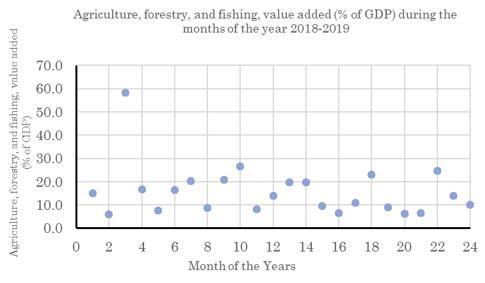 Agriculture, forestry, and fishing, value added (% of GDP) during the
months of the year 2018-2019
Agriculture, forestry, and fishing, value added
(% of GDP)
70.0
60.0
50.0
40.0
30.0
20.0
10.0
0.0
0 2 4 6 8 10 12 14 16 18 20 22 24
Month of the Years